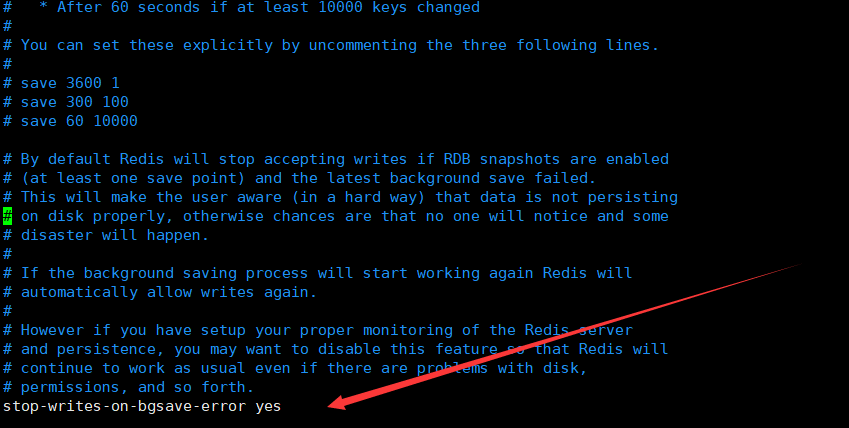 #   * After 60 seconds if at least 10000 keys changed
#
# You can set these explicitly by uncommenting the three following lines.
#
# save 3600 1
# save 300 100
# save 60 10000

# By default Redis will stop accepting writes if RDB snapshots are enabled
# (at least one save point) and the latest background save failed.
# This will make the user aware (in a hard way) that data is not persisting
# on disk properly, otherwise chances are that no one will notice and some
# disaster will happen.
#
# If the background saving process will start working again Redis will
# automatically allow writes again.
#
# However if you have setup your proper monitoring of the Redis server
# and persistence, you may want to disable this feature so that Redis will
# continue to work as usual even if there are problems with disk,
# permissions, and so forth.
stop-writes-on-bgsave-error yes